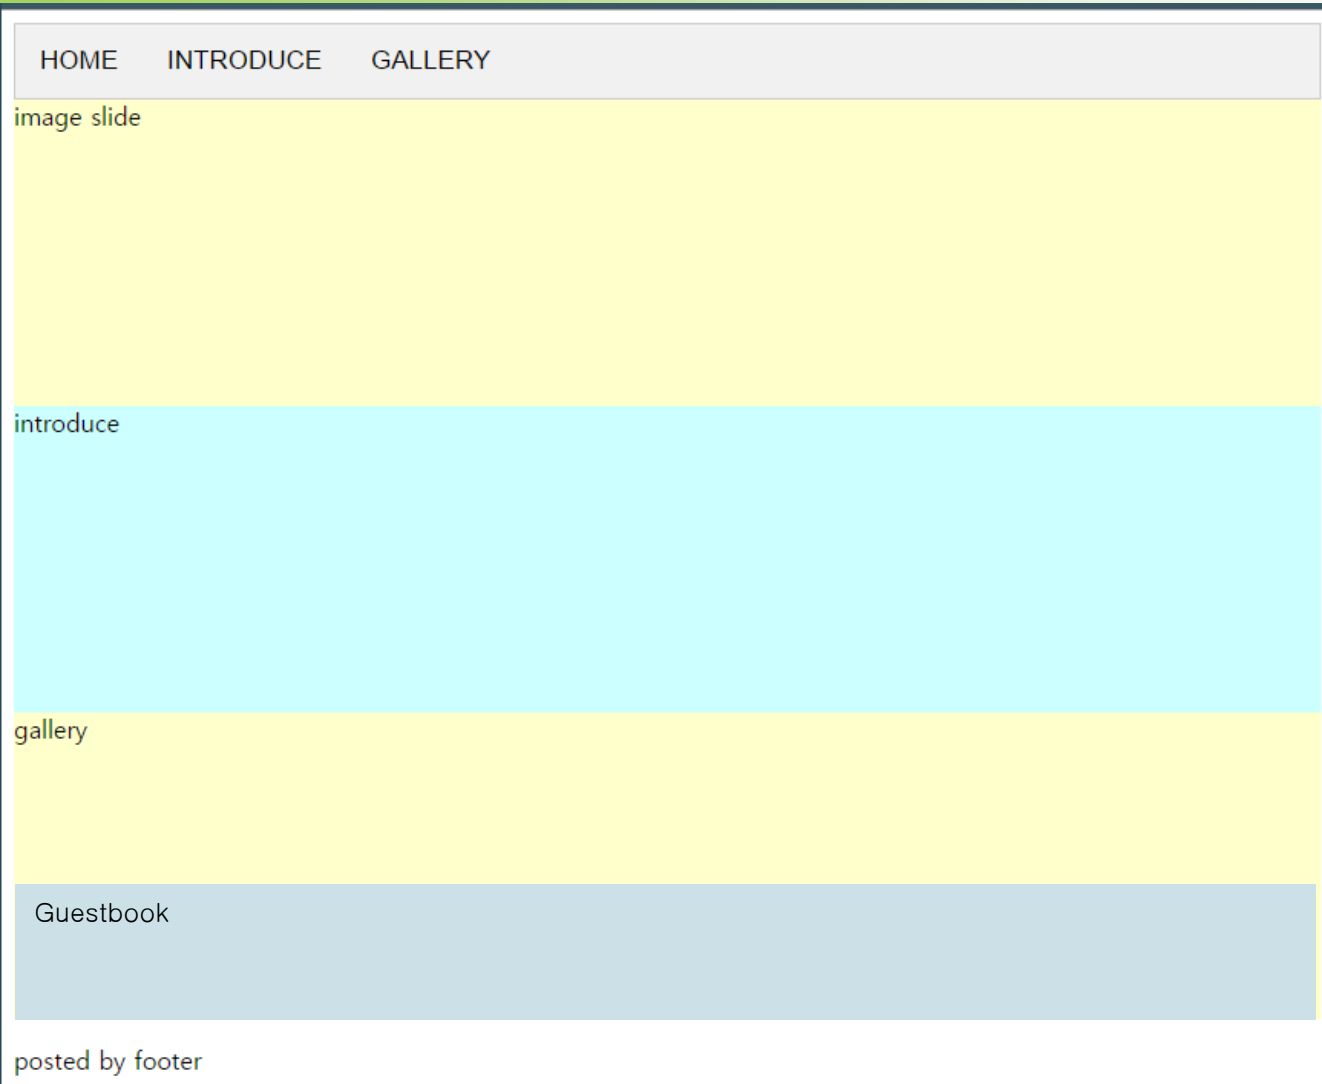 HOME INTRODUCE GALLERY
image slide
introduce
gallery
Guestbook
posted by footer